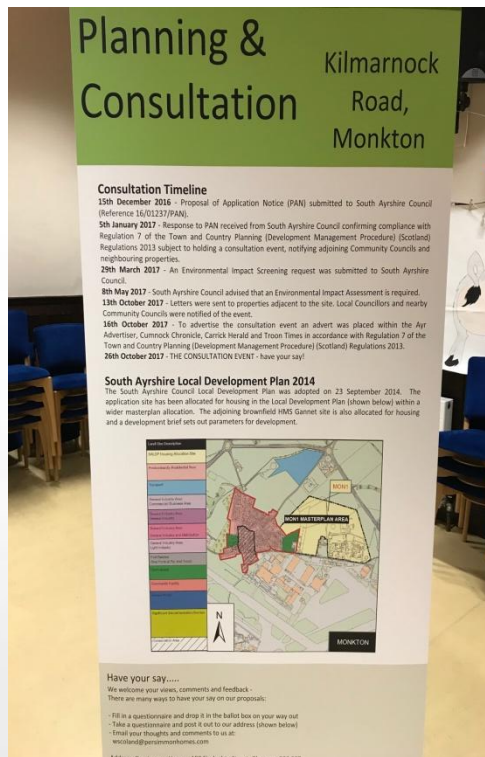 Planning &
Consultation
Kilmarnock
Road,
Monkton
Consultation Timeline
15th December 2016 - Proposal of Application Notice (PAN) submitted to South Ayrshire Council
(Reference 16/01237/PAN).
5th January 2017 - Response to PAN received from South Ayrshire Council confirming compliance with
Regulation 7 of the Town and Country Planning (Development Management Procedure) (Scotland)
Regulations 2013 subject to holding a consultation event, notifying adjoining Community Councils and
neighbouring properties.
29th March 2017 - An Environmental Impact Screening request was submitted to South Ayrshire
Council.
8th May 2017 - South Ayrshire Council advised that an Environmental Impact Assessment is required.
13th October 2017 - Letters were sent to properties adjacent to the site. Local Councillors and nearby
Community Councils were notified of the event.
16th October 2017 - To advertise the consultation event an advert was placed within the Ayr
Advertiser, Cumnock Chronicle, Carrick Herald and Troon Times in accordance with Regulation 7 of the
Town and Country Planning (Development Management Procedure) (Scotland) Regulations 2013.
26th October 2017 - THE CONSULTATION EVENT - have your say!
South Ayrshire Local Development Plan 2014
The South Ayrshire Council Local Development Plan was adopted on 23 September 2014. The
application site has been allocated for housing in the Local Development Plan (shown below) within a
wider masterplan allocation. The adjoining brownfield HMS Gannet site is also allocated for housing
and a development brief sets out parameters for development.
MON1
MON1 MASTERPLAN AREA
N
MONKTON
Have your say.....
We welcome your views, comments and feedback -
There are many ways to have your say on our proposals:
- Fill in a questionnaire and drop it in the ballot box on your way out
- Take a questionnaire and post it out to our address (shown below)
- Email your thoughts and comments to us at:
wscotland@persimmonhomes.com